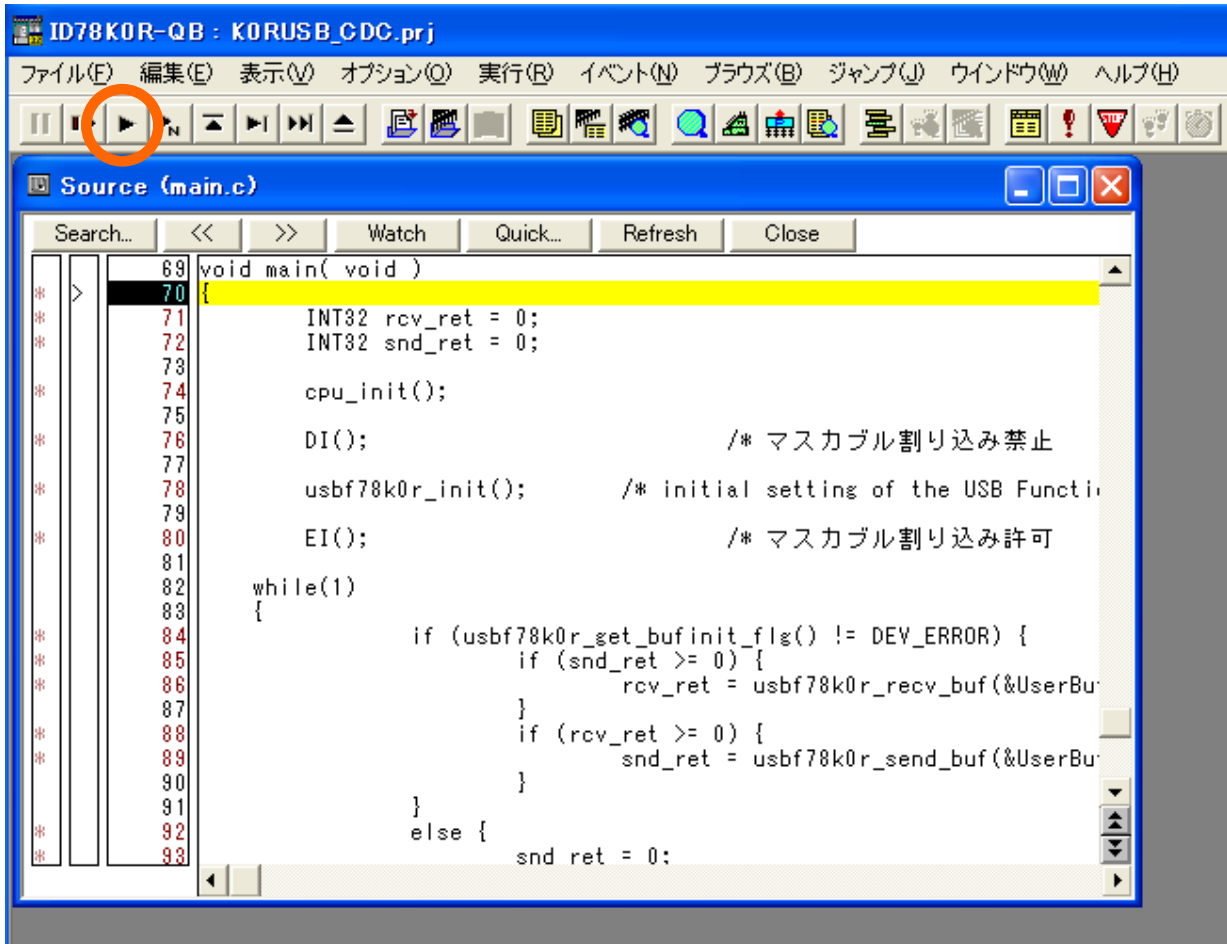 ID78K0R-QB : K0RUSB_CDC.prj
ファイル(F) 編集(E) 表示(V) オプション(O) 実行(R) イベント(N) ブラウズ(B) ジャンプ(J) ウインドウ(W) ヘルプ(H)
Source (main.c)
Search... << >> Watch Quick... Refresh Close
69 void main( void )
* > 70 {
* 71 INT32 rcv_ret = 0;
* 72 INT32 snd_ret = 0;
73
* 74 cpu_init();
75
* 76 DI(); /* マスカブル割り込み禁止
77
* 78 usbf78k0r_init(); /* initial setting of the USB Functi
79
* 80 EI(); /* マスカブル割り込み許可
81
82 while(1)
83 {
* 84 if (usbf78k0r_get_bufinit_flg() != DEV_ERROR) {
* 85 if (snd_ret >= 0) {
* 86 rcv_ret = usbf78k0r_recv_buf(&UserBu
87 }
* 88 if (rcv_ret >= 0) {
* 89 snd_ret = usbf78k0r_send_buf(&UserBu
90 }
91 }
* 92 else {
* 93 snd_ret = 0;